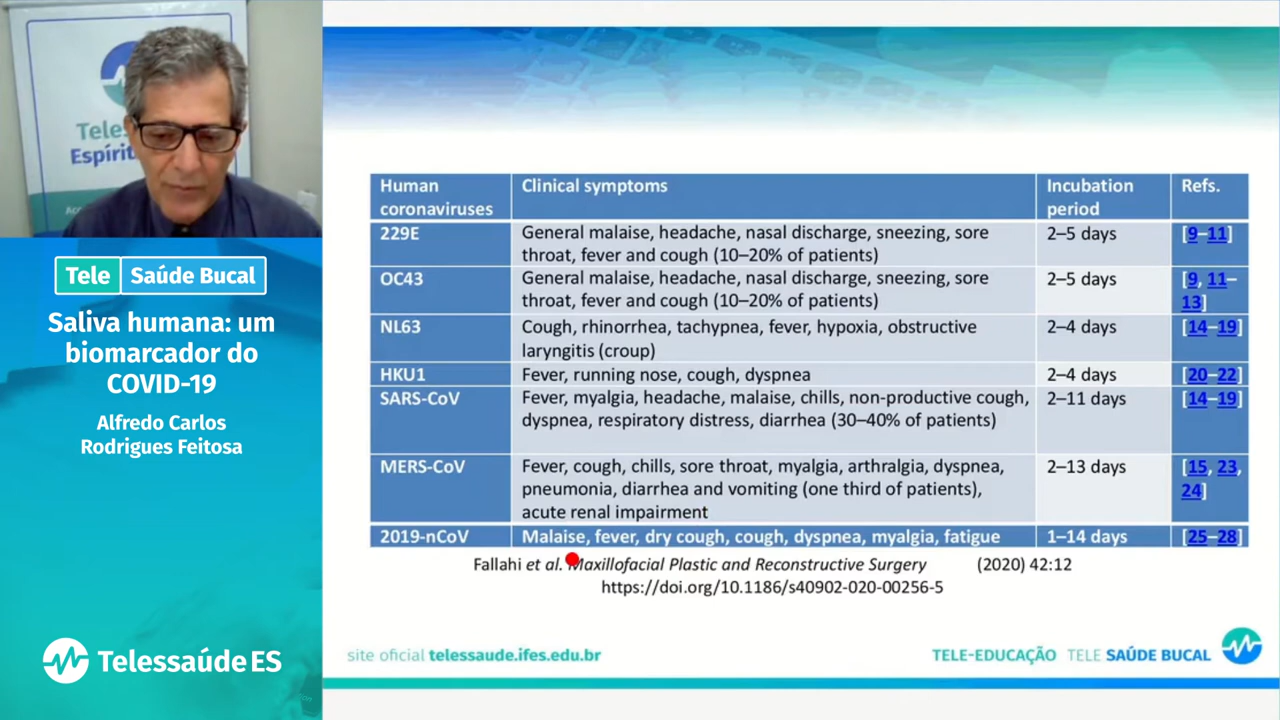 Teles
Espírit
Tele Saúde Bucal
Saliva humana: um
biomarcador do
COVID-19
Alfredo Carlos
Rodrigues Feitosa
Telessaúde ES
Human
coronaviruses
Clinical symptoms
Incubation
period
Refs.
229E
General malaise, headache, nasal discharge, sneezing, sore
throat, fever and cough (10–20% of patients)
2–5 days
[9–11]
OC43
General malaise, headache, nasal discharge, sneezing, sore
throat, fever and cough (10–20% of patients)
2–5 days
[9, 11–
13]
NL63
Cough, rhinorrhea, tachypnea, fever, hypoxia, obstructive
laryngitis (croup)
2–4 days
[14–19]
HKU1
Fever, running nose, cough, dyspnea
2–4 days
[20–22]
SARS-CoV
Fever, myalgia, headache, malaise, chills, non-productive cough,
dyspnea, respiratory distress, diarrhea (30–40% of patients)
2–11 days
[14–19]
MERS-CoV
Fever, cough, chills, sore throat, myalgia, arthralgia, dyspnea,
pneumonia, diarrhea and vomiting (one third of patients),
acute renal impairment
2–13 days
[15, 23,
24]
2019-nCoV
Malaise, fever, dry cough, cough, dyspnea, myalgia, fatigue
1–14 days
[25–28]
Fallahi et al. Maxillofacial Plastic and Reconstructive Surgery (2020) 42:12
https://doi.org/10.1186/s40902-020-00256-5
site oficial telessaude.ifes.edu.br
TELE-EDUCAÇÃO TELE SAÚDE BUCAL